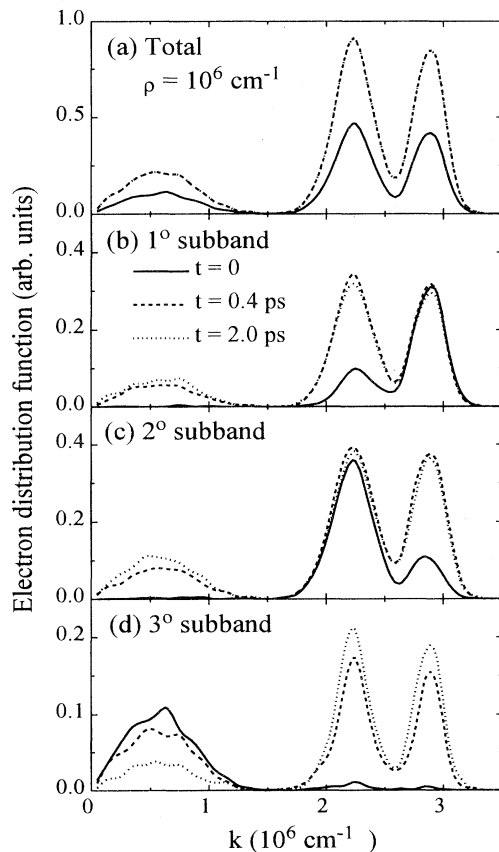 Electron distribution function (arb. units)
(a) Total
ρ = 10⁶ cm⁻¹
1.0
0.5
0.0
(b) 1° subband
t = 0
t = 0.4 ps
t = 2.0 ps
0.4
0.2
0.0
(c) 2° subband
0.4
0.2
0.0
(d) 3° subband
0.2
0.1
0.0
0 1 2 3
k (10⁶ cm⁻¹)